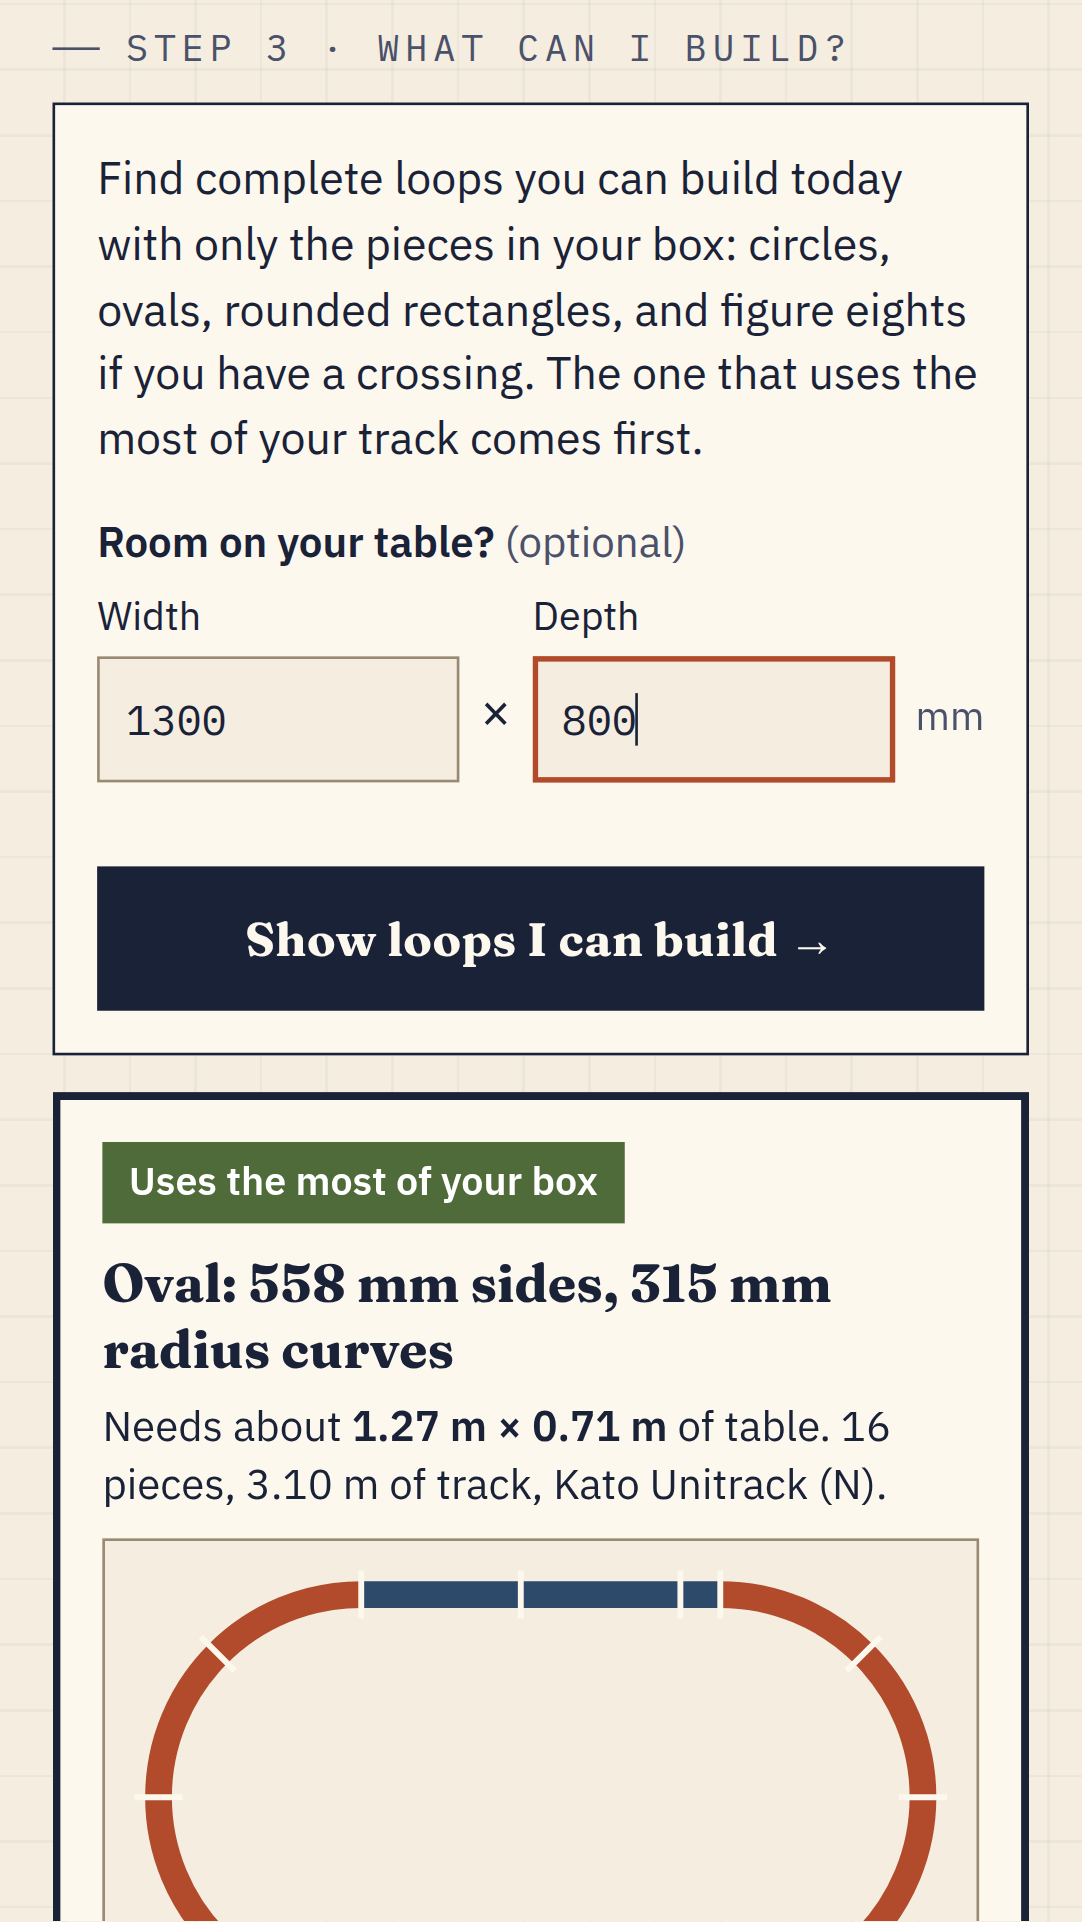 STEP 3 · WHAT CAN I BUILD?
Find complete loops you can build today
with only the pieces in your box: circles,
ovals, rounded rectangles, and figure eights
if you have a crossing. The one that uses the
most of your track comes first.
Room on your table? (optional)
Width
Depth
1300 × 800 mm
Show loops I can build →
Uses the most of your box
Oval: 558 mm sides, 315 mm
radius curves
Needs about 1.27 m × 0.71 m of table. 16
pieces, 3.10 m of track, Kato Unitrack (N).